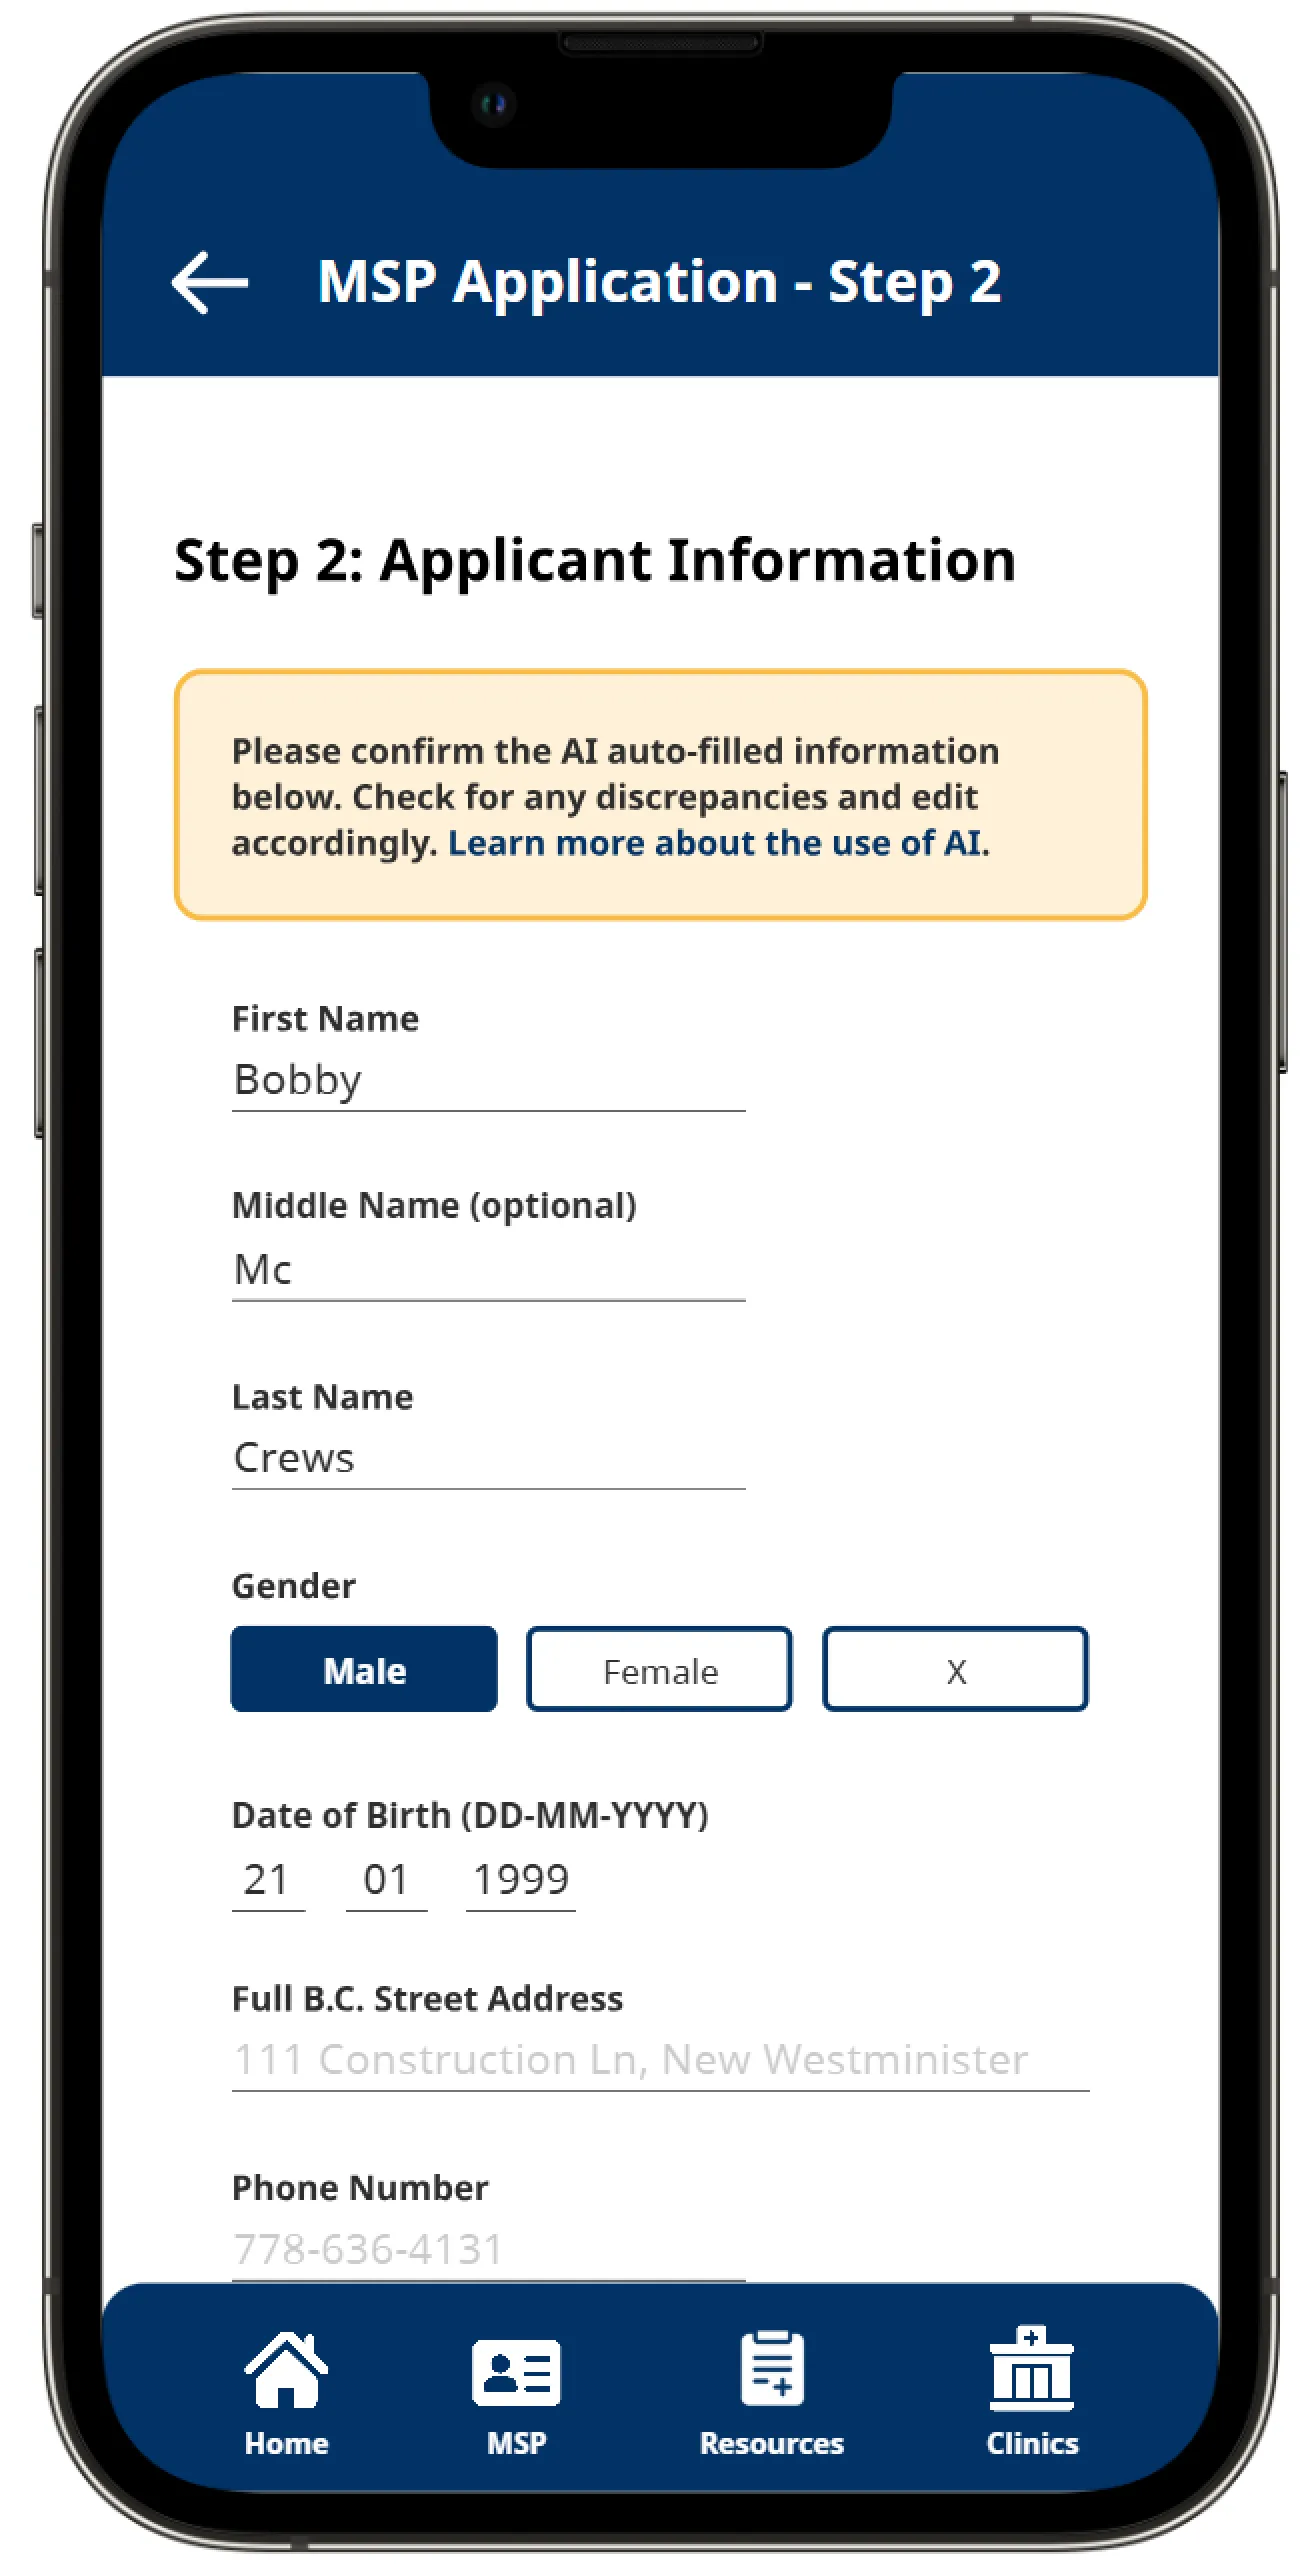 MSP Application - Step 2
Step 2: Applicant Information
Please confirm the AI auto-filled information
below. Check for any discrepancies and edit
accordingly. Learn more about the use of AI.
First Name
Bobby
Middle Name (optional)
Mc
Last Name
Crews
Gender
Male Female X
Date of Birth (DD-MM-YYYY)
21 01 1999
Full B.C. Street Address
111 Construction Ln, New Westminister
Phone Number
778-636-4131
Home MSP Resources Clinics